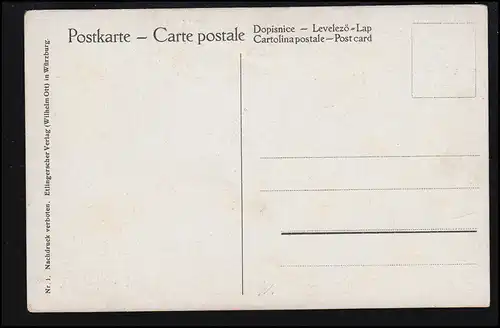 Postkarte – Carte postale
Dopisnice – Levelező-Lap
Cartolina postale – Post card
Nr. 1. Nachdruck verboten. Etlingerscher Verlag (Wilhelm Ott) in Würzburg.